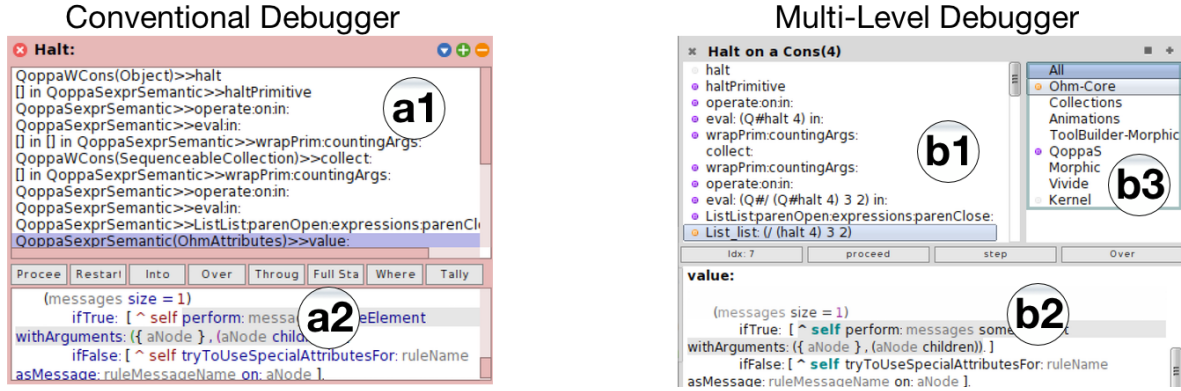 Conventional Debugger
Halt:
QoppaWCons(Object)>>halt
[] in QoppaSexprSemantic>>haltPrimitive
QoppaSexprSemantic>>operate:on:in:
QoppaSexprSemantic>>eval:in:
[] in [] in QoppaSexprSemantic>>wrapPrim:countingArgs:
QoppaWCons(SequenceableCollection)>>collect:
[] in QoppaSexprSemantic>>wrapPrim:countingArgs:
QoppaSexprSemantic>>operate:on:in:
QoppaSexprSemantic>>eval:in:
QoppaSexprSemantic>>ListList:parenOpen:expressions:parenClo
QoppaSexprSemantic(OhmAttributes)>>value:
a1
Procee Restart Into Over Throug Full Sta Where Tally
(messages size = 1)
ifTrue: [ ^ self perform: messa eElement
withArguments: ({ aNode } , (aNode childr
ifFalse: [ ^ self tryToUseSpecialAttributesFor: ruleName
asMessage: ruleMessageName on: aNode ].
a2
Multi-Level Debugger
Halt on a Cons(4)
halt
haltPrimitive
operate:on:in:
eval: (Q#halt 4) in:
wrapPrim:countingArgs:
collect:
wrapPrim:countingArgs:
operate:on:in:
eval: (Q#/ (Q#halt 4) 3 2) in:
ListList:parenOpen:expressions:parenClose:
List_list: (/ (halt 4) 3 2)
b1
All
Ohm-Core
Collections
Animations
ToolBuilder-Morphic
QoppaS
Morphic
Vivide
Kernel
b3
Idx: 7 proceed step Over
value:
(messages size = 1)
ifTrue: [ ^ self perform: messages som t
withArguments: ({ aNode } , (aNode children)). ]
ifFalse: [ ^ self tryToUseSpecialAttributesFor: ruleName
asMessage: ruleMessageName on: aNode ].
b2